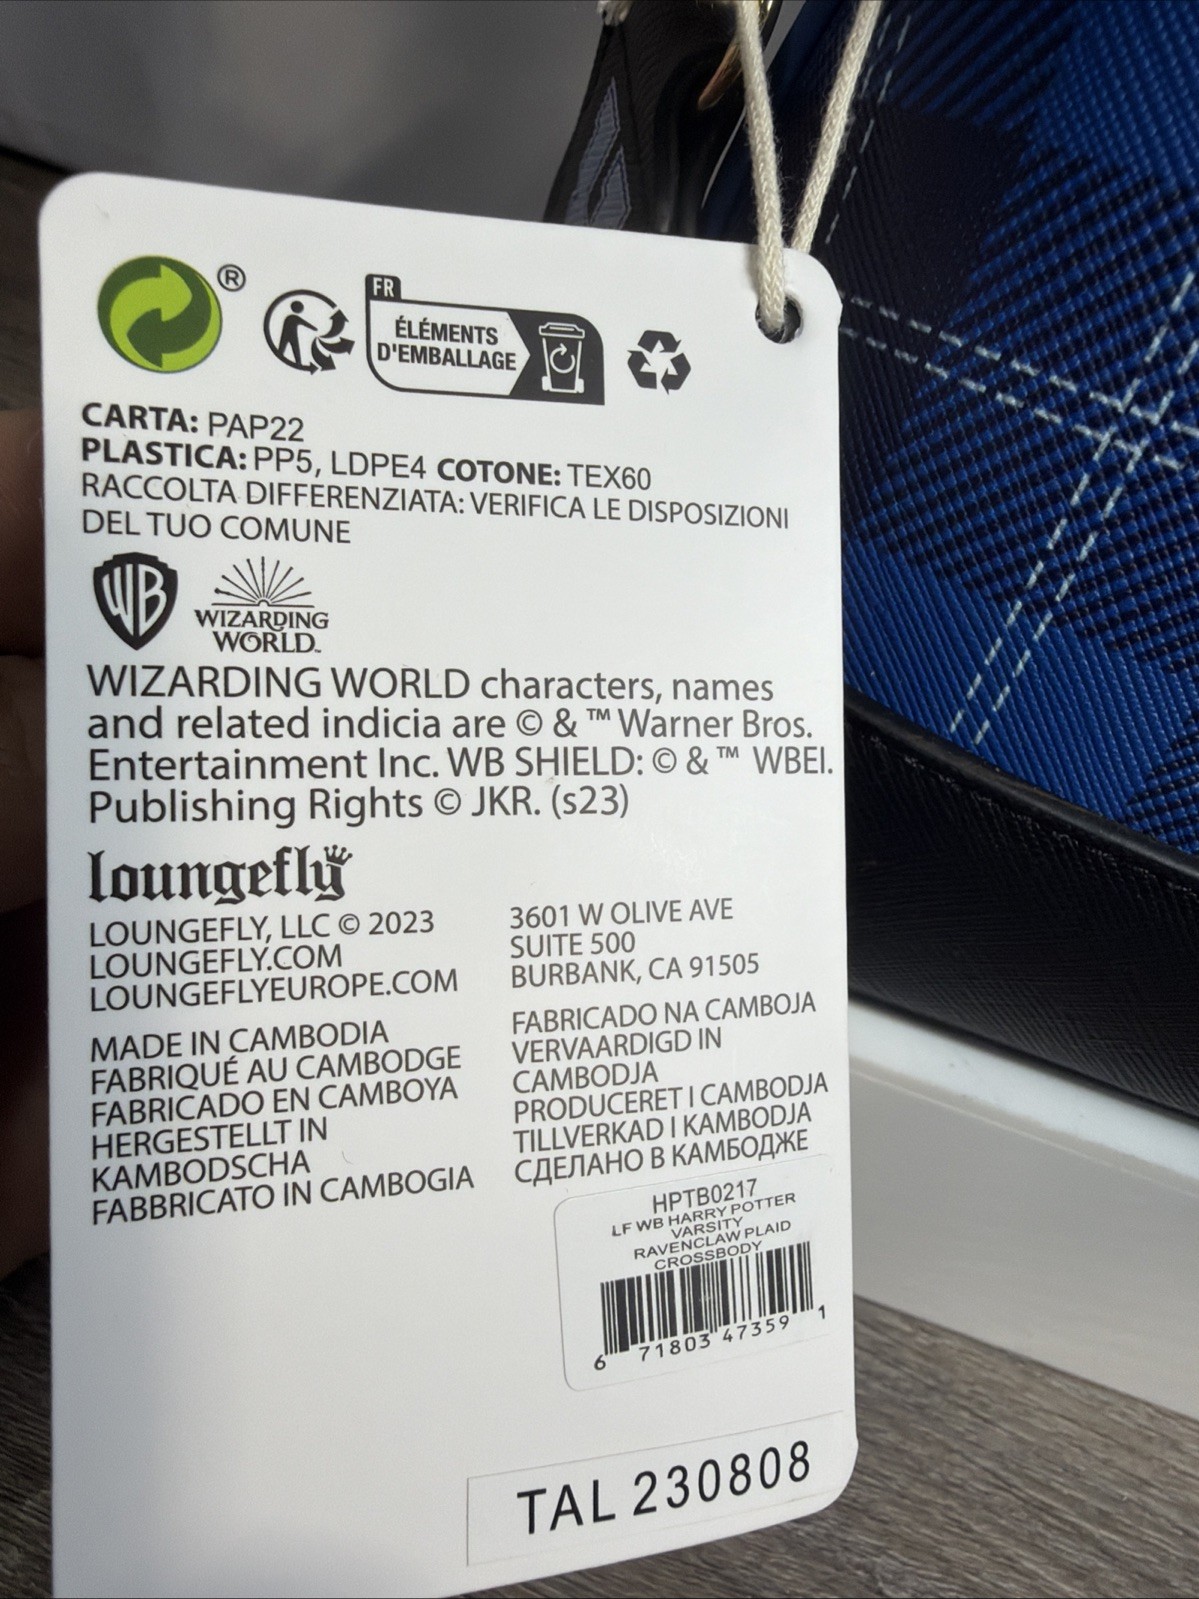 ®
FR
ÉLÉMENTS
D'EMBALLAGE
CARTA: PAP22
PLASTICA: PP5, LDPE4 COTONE: TEX60
RACCOLTA DIFFERENZIATA: VERIFICA LE DISPOSIZIONI
DEL TUO COMUNE
WB
WIZARDING
WORLD™
WIZARDING WORLD characters, names
and related indicia are © & ™ Warner Bros.
Entertainment Inc. WB SHIELD: © & ™ WBEI.
Publishing Rights © JKR. (s23)
loungefly
LOUNGEFLY, LLC © 2023
LOUNGEFLY.COM
LOUNGEFLYEUROPE.COM
MADE IN CAMBODIA
FABRIQUÉ AU CAMBODGE
FABRICADO EN CAMBOYA
HERGESTELLT IN
KAMBODSCHA
FABBRICATO IN CAMBOGIA
3601 W OLIVE AVE
SUITE 500
BURBANK, CA 91505
FABRICADO NA CAMBOJA
VERVAARDIGD IN
CAMBODJA
PRODUCERET I CAMBODJA
TILLVERKAD I KAMBODJA
СДЕЛАНО В КАМБОДЖЕ
HPTB0217
LF WB HARRY POTTER
VARSITY
RAVENCLAW PLAID
CROSSBODY
6 71803 47359 1
TAL 230808